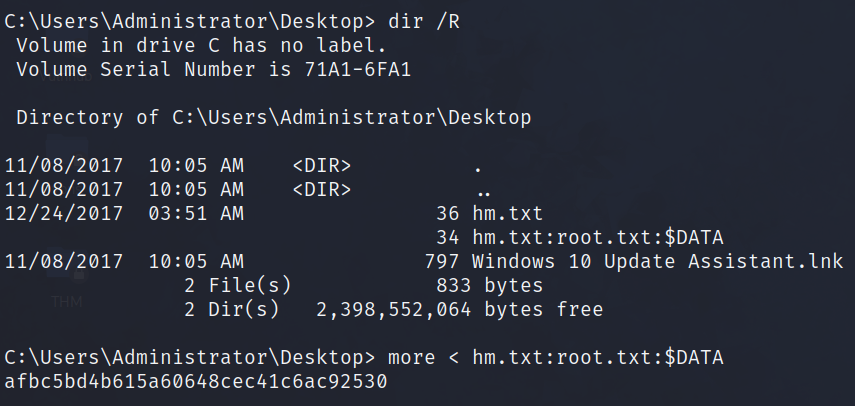 C:\Users\Administrator\Desktop> dir /R
 Volume in drive C has no label.
 Volume Serial Number is 71A1-6FA1

 Directory of C:\Users\Administrator\Desktop

11/08/2017  10:05 AM    <DIR>          .
11/08/2017  10:05 AM    <DIR>          ..
12/24/2017  03:51 AM                36 hm.txt
                                    34 hm.txt:root.txt:$DATA
11/08/2017  10:05 AM               797 Windows 10 Update Assistant.lnk
               2 File(s)            833 bytes
               2 Dir(s)   2,398,552,064 bytes free
THM

C:\Users\Administrator\Desktop> more < hm.txt:root.txt:$DATA
afbc5bd4b615a60648cec41c6ac92530